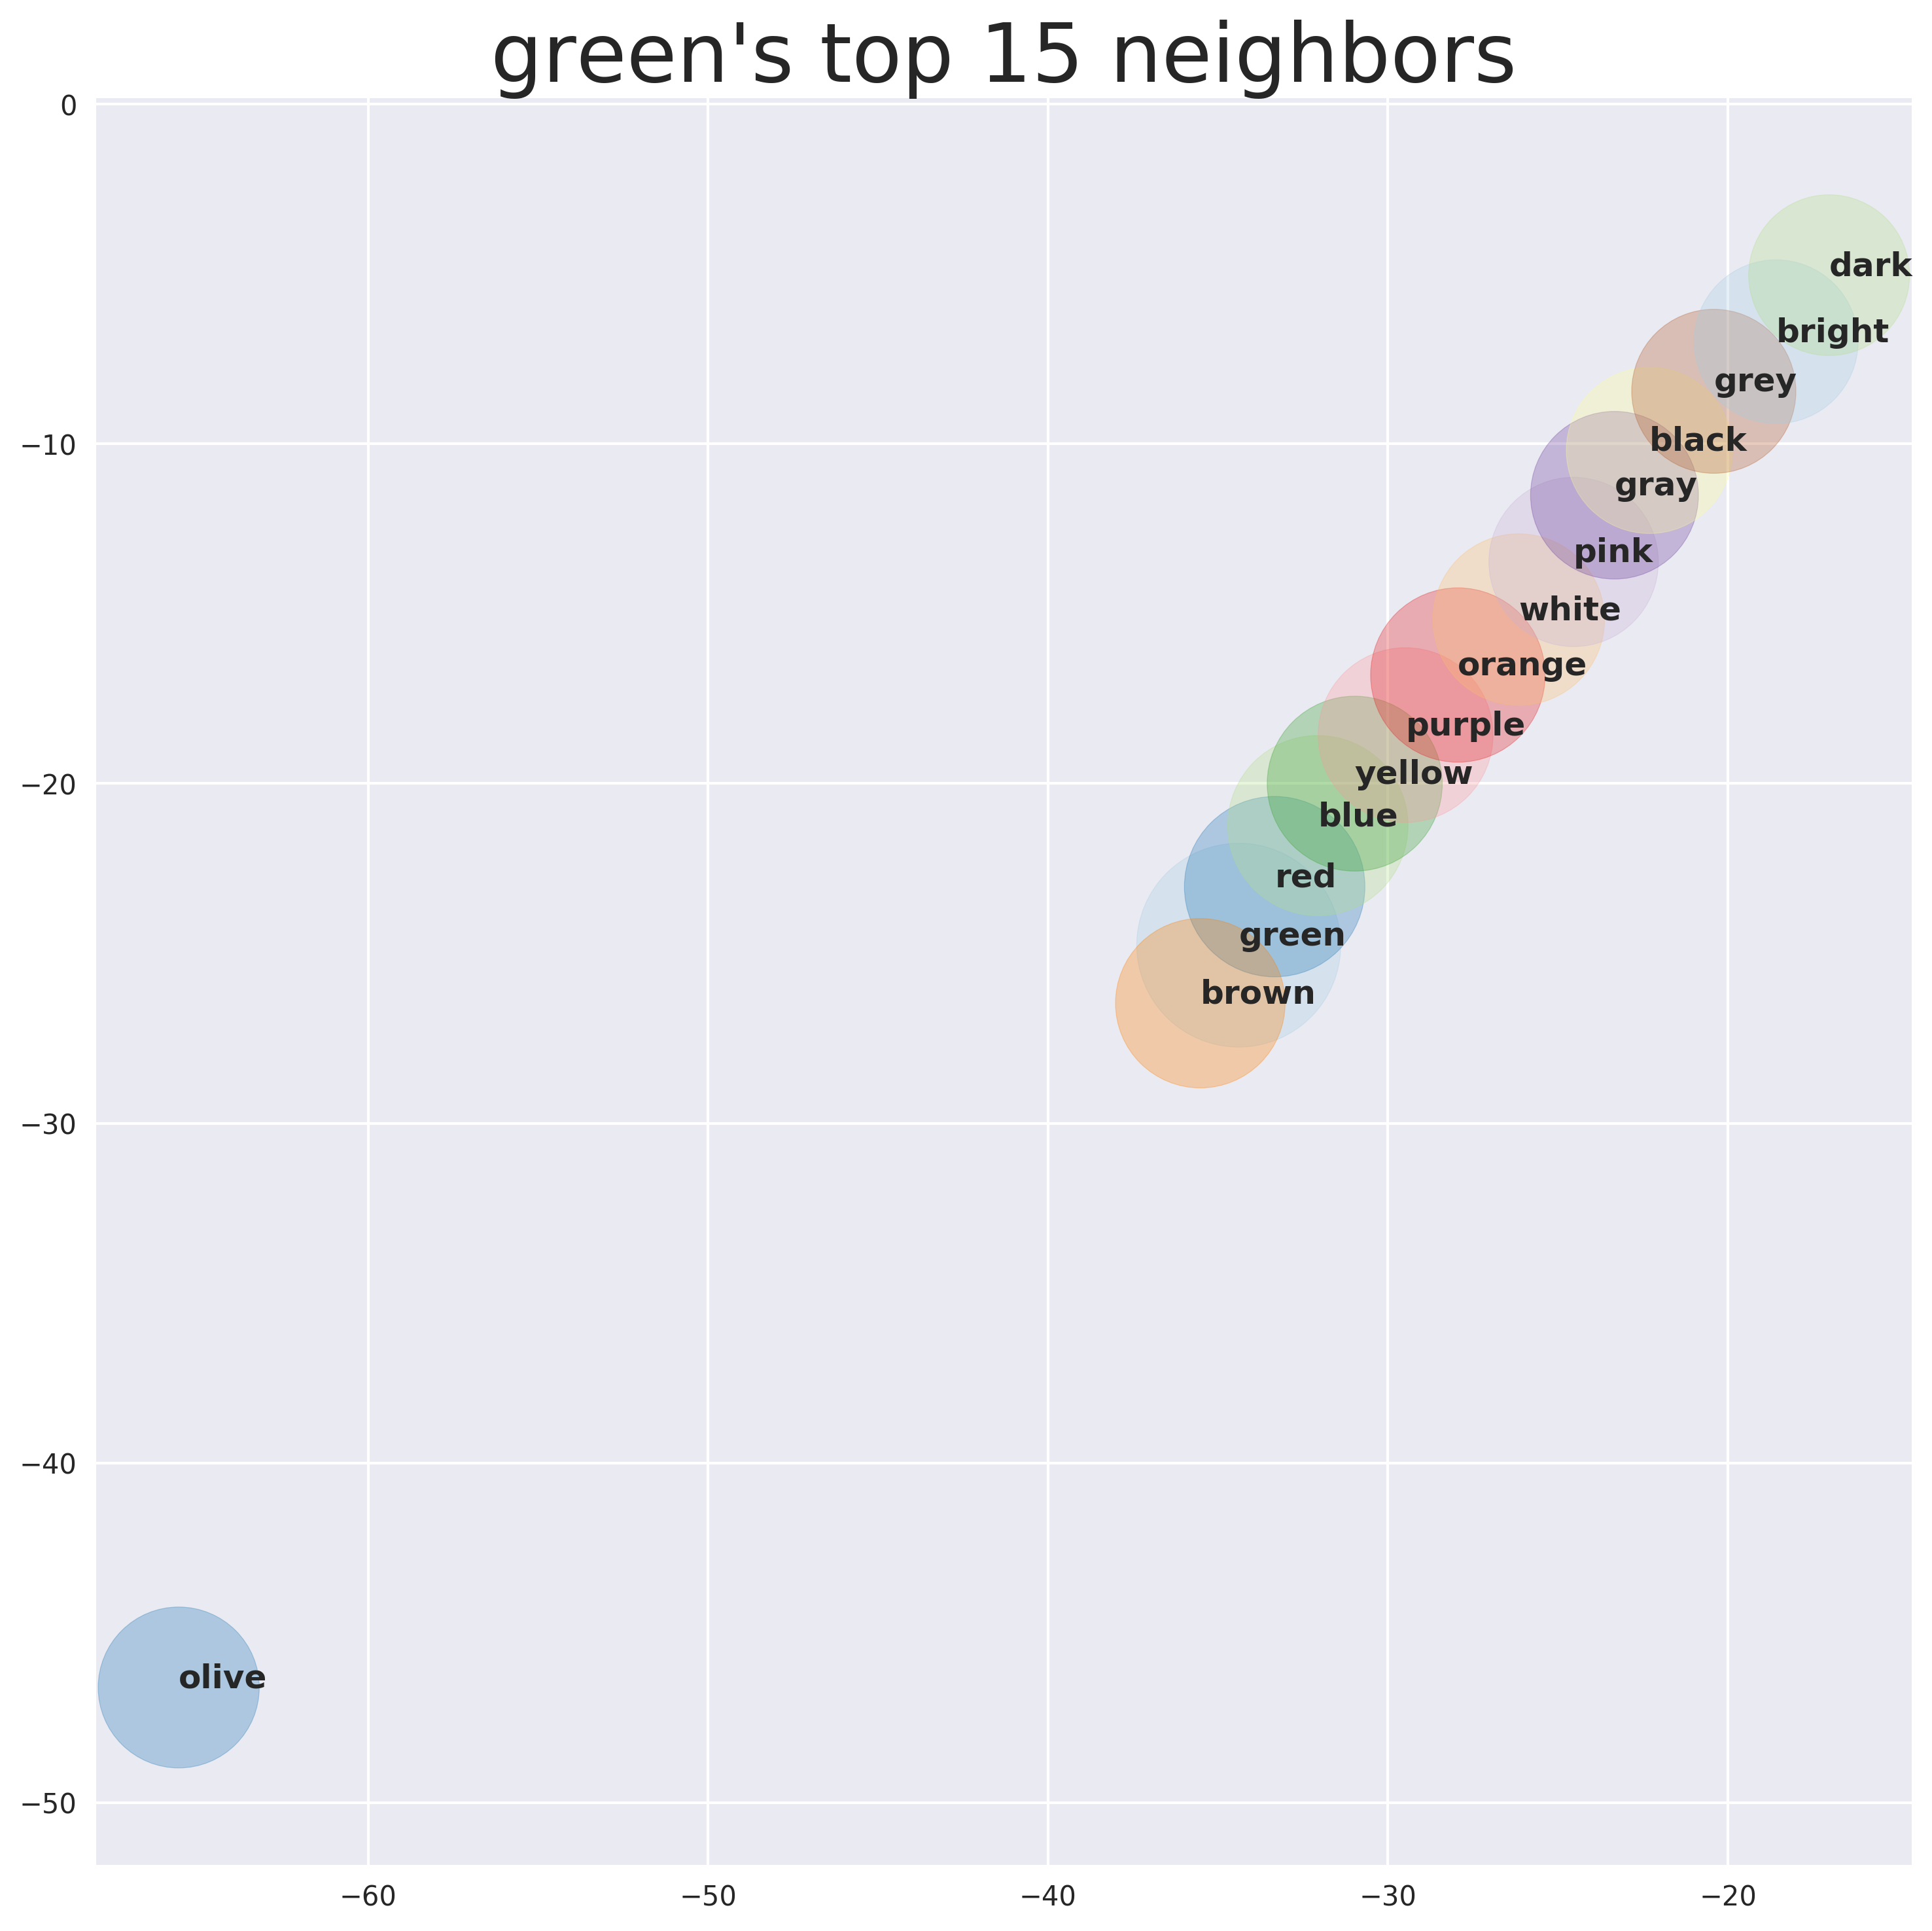 green's top 15 neighbors
0
dark
bright
grey
−10
black
gray
pink
white
orange
purple
yellow
−20
blue
red
green
brown
−30
−40
olive
−50
−60
−50
−40
−30
−20